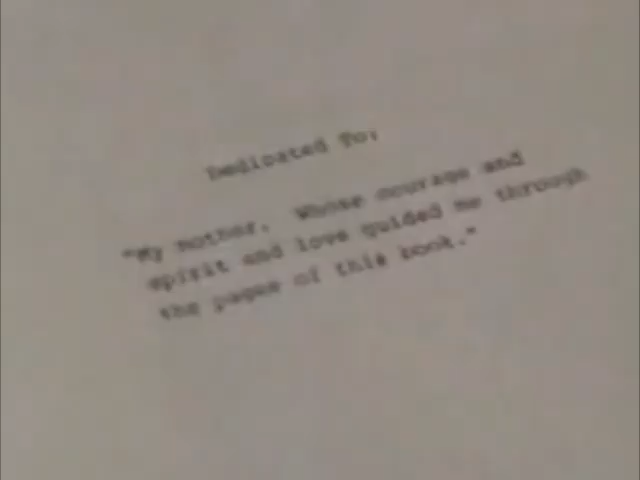 Dedicated To,
"My mother. Whose courage and
spirit and love guided me through
the pages of this book."